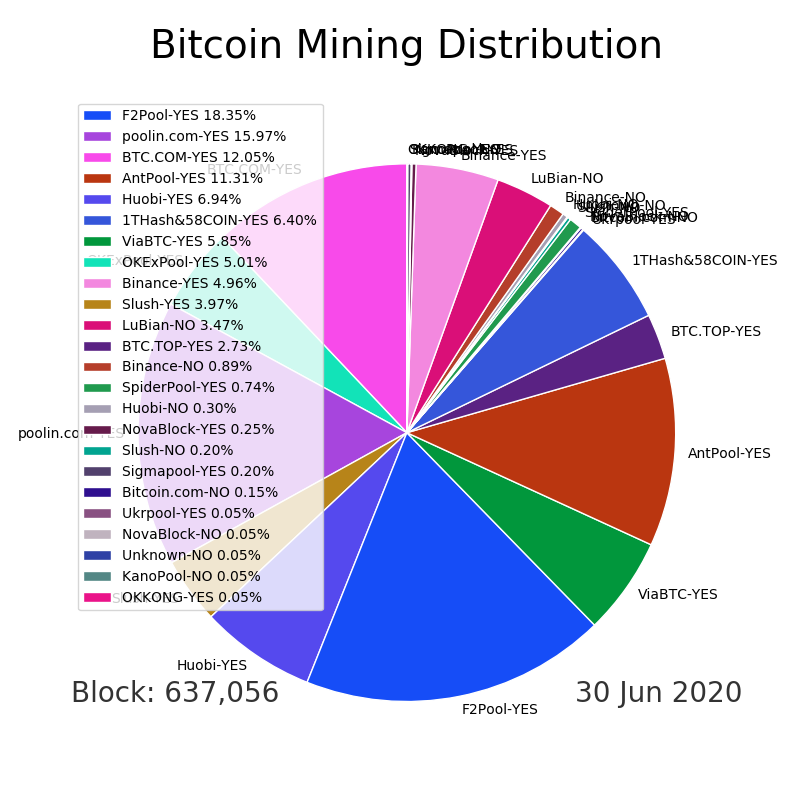 Bitcoin Mining Distribution
F2Pool-YES 18.35%
poolin.com-YES 15.97%
BTC.COM-YES 12.05%
AntPool-YES 11.31%
Huobi-YES 6.94%
1THash&58COIN-YES 6.40%
ViaBTC-YES 5.85%
OKExPool-YES 5.01%
Binance-YES 4.96%
Slush-YES 3.97%
LuBian-NO 3.47%
BTC.TOP-YES 2.73%
Binance-NO 0.89%
SpiderPool-YES 0.74%
Huobi-NO 0.30%
NovaBlock-YES 0.25%
Slush-NO 0.20%
Sigmapool-YES 0.20%
Bitcoin.com-NO 0.15%
Ukrpool-YES 0.05%
NovaBlock-NO 0.05%
Unknown-NO 0.05%
KanoPool-NO 0.05%
OKKONG-YES 0.05%
BTC.COM-YES
OKExPool-YES
poolin.com-YES
Slush-YES
Huobi-YES
F2Pool-YES
ViaBTC-YES
AntPool-YES
BTC.TOP-YES
1THash&58COIN-YES
Ukrpool-YES
Binance-NO
LuBian-NO
Binance-YES
Block: 637,056
30 Jun 2020